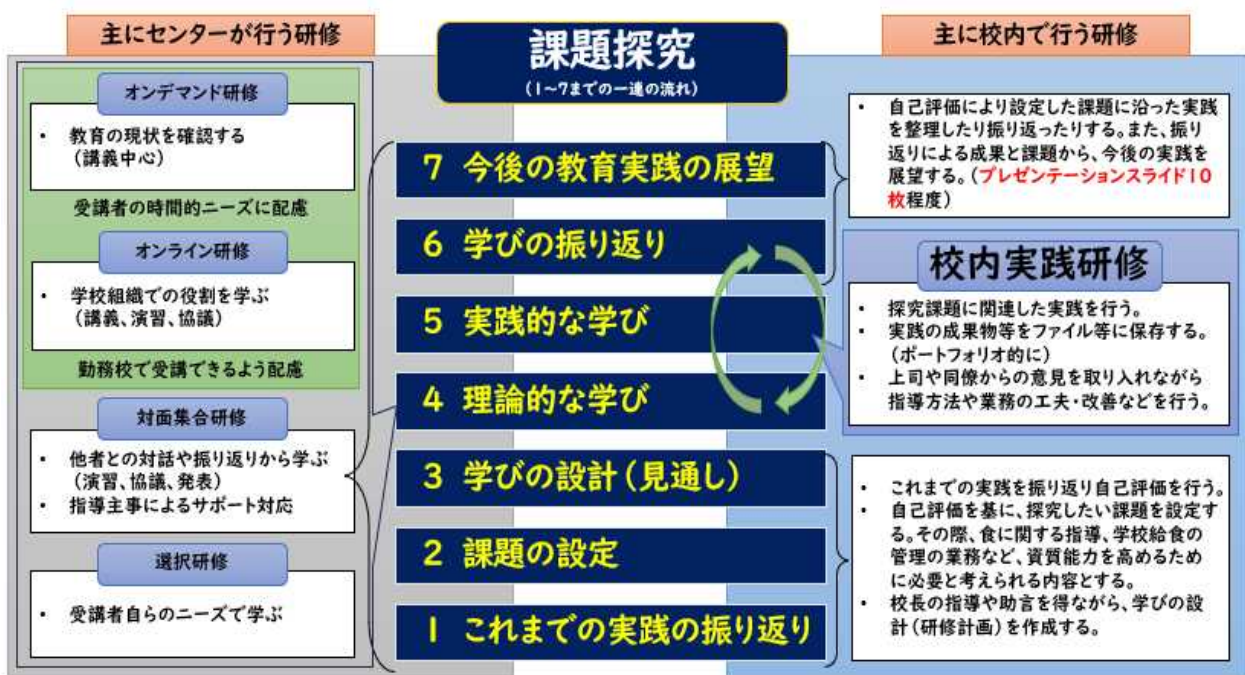 主にセンターが行う研修
オンデマンド研修
・ 教育の現状を確認する
(講義中心)
受講者の時間的ニーズに配慮
オンライン研修
・ 学校組織での役割を学ぶ
(講義、演習、協議)
勤務校で受講できるよう配慮
対面集合研修
・ 他者との対話や振り返りから学ぶ
(演習、協議、発表)
・ 指導主事によるサポート対応
選択研修
・ 受講者自らのニーズで学ぶ
課題探究
(1~7までの一連の流れ)
7 今後の教育実践の展望
6 学びの振り返り
5 実践的な学び
4 理論的な学び
3 学びの設計(見通し)
2 課題の設定
1 これまでの実践の振り返り
主に校内で行う研修
・ 自己評価により設定した課題に沿った実践
を整理したり振り返ったりする。また、振り
返りによる成果と課題から、今後の実践を
展望する。(プレゼンテーションスライド10
枚程度)
校内実践研修
・ 探究課題に関連した実践を行う。
・ 実践の成果物等をファイル等に保存する。
(ポートフォリオ的に)
・ 上司や同僚からの意見を取り入れながら
指導方法や業務の工夫・改善などを行う。
・ これまでの実践を振り返り自己評価を行う。
・ 自己評価を基に、探究したい課題を設定す
る。その際、食に関する指導、学校給食の
管理の業務など、資質能力を高めるため
に必要と考えられる内容とする。
・ 校長の指導や助言を得ながら、学びの設
計(研修計画)を作成する。